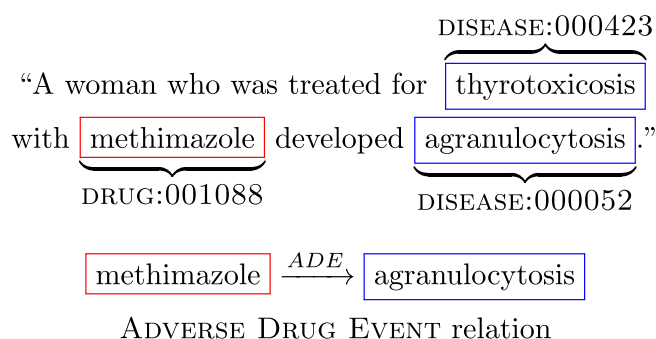 DISEASE:000423
“A woman who was treated for thyrotoxicosis
with methimazole developed agranulocytosis.”
DRUG:001088
DISEASE:000052
ADE
methimazole → agranulocytosis
ADVERSE DRUG EVENT relation